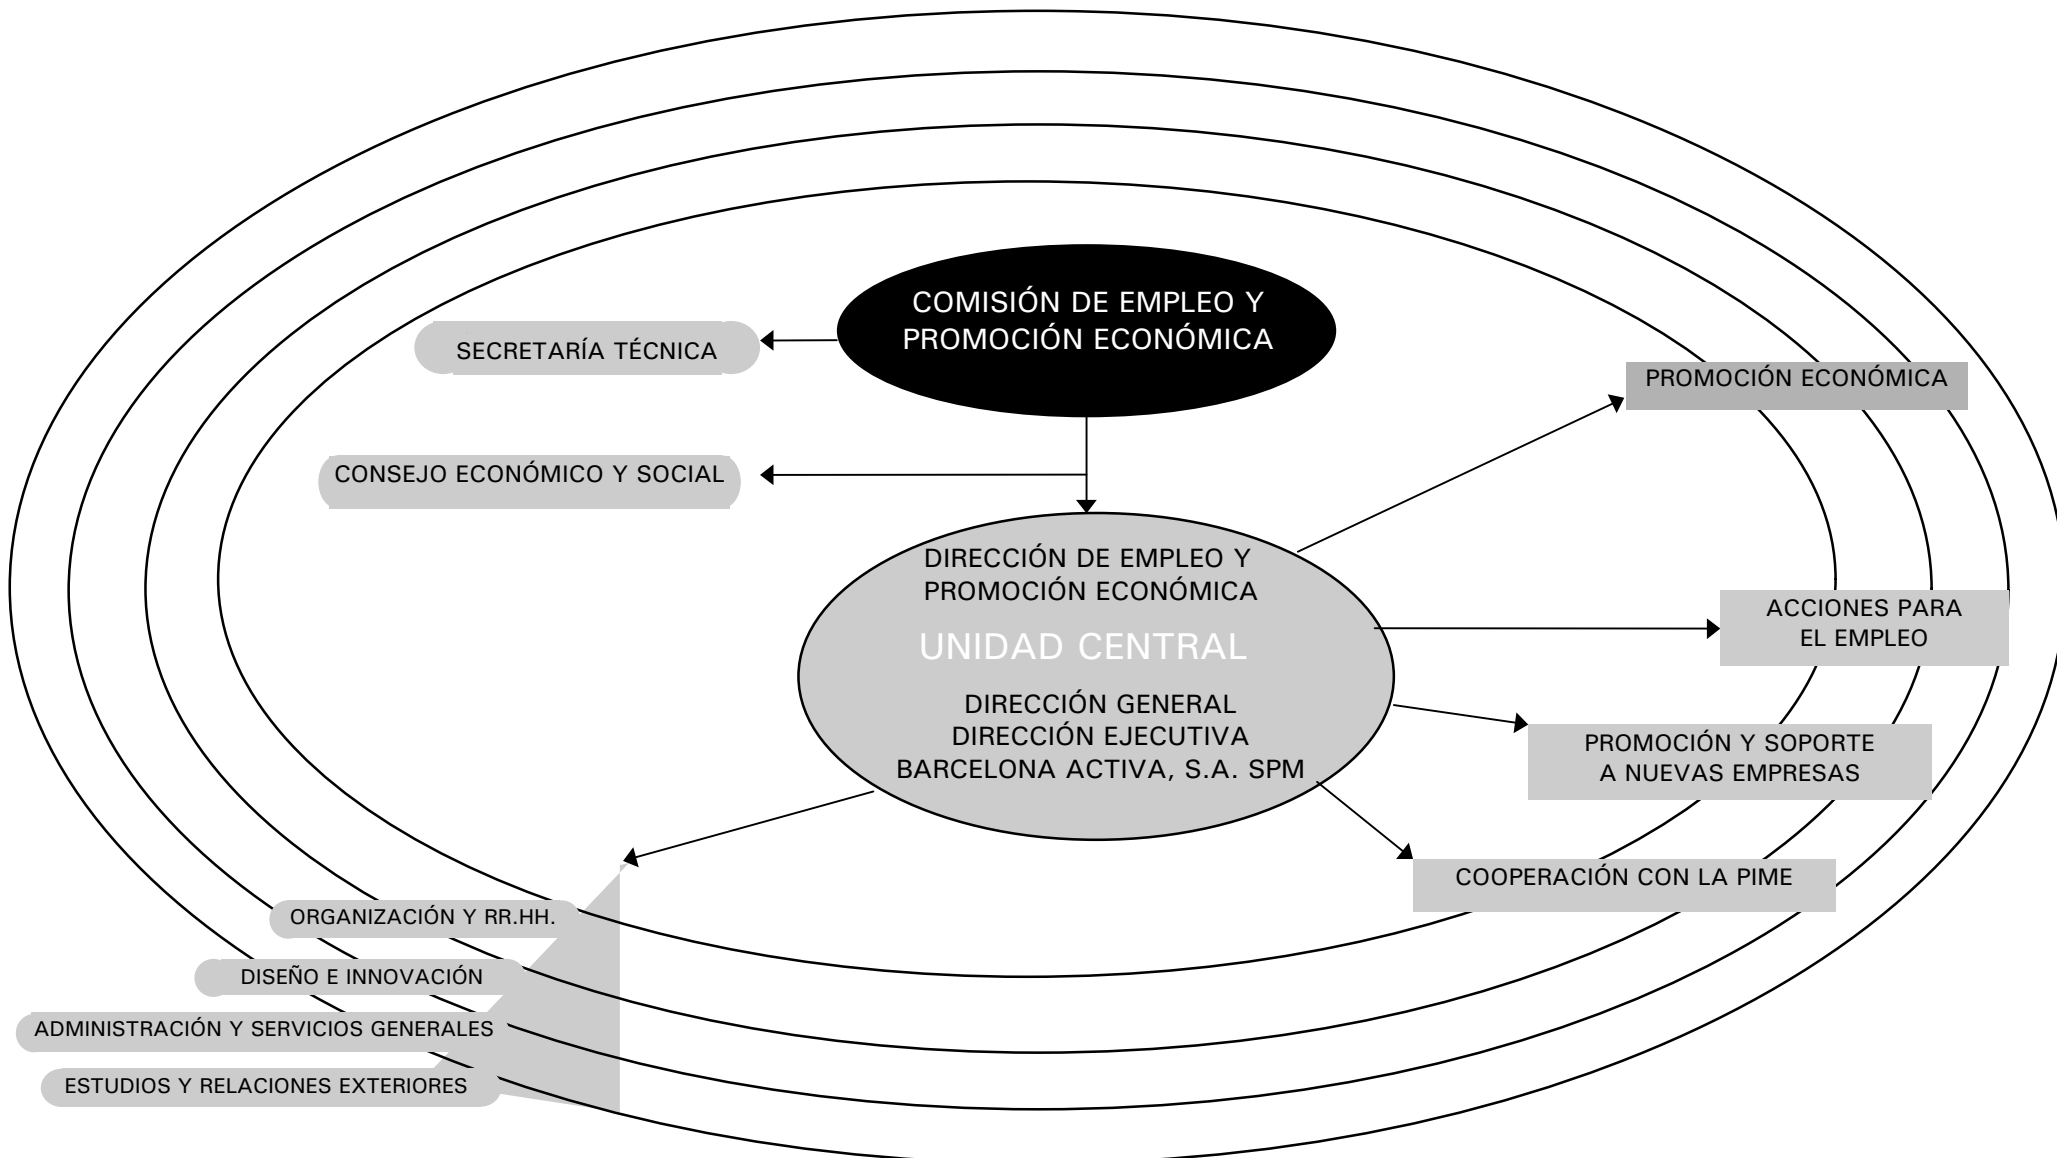 COMISIÓN DE EMPLEO Y
PROMOCIÓN ECONÓMICA
SECRETARÍA TÉCNICA
PROMOCIÓN ECONÓMICA
CONSEJO ECONÓMICO Y SOCIAL
DIRECCIÓN DE EMPLEO Y
PROMOCIÓN ECONÓMICA
UNIDAD CENTRAL
DIRECCIÓN GENERAL
DIRECCIÓN EJECUTIVA
BARCELONA ACTIVA, S.A. SPM
ACCIONES PARA
EL EMPLEO
PROMOCIÓN Y SOPORTE
A NUEVAS EMPRESAS
COOPERACIÓN CON LA PIME
ORGANIZACIÓN Y RR.HH.
DISEÑO E INNOVACIÓN
ADMINISTRACIÓN Y SERVICIOS GENERALES
ESTUDIOS Y RELACIONES EXTERIORES